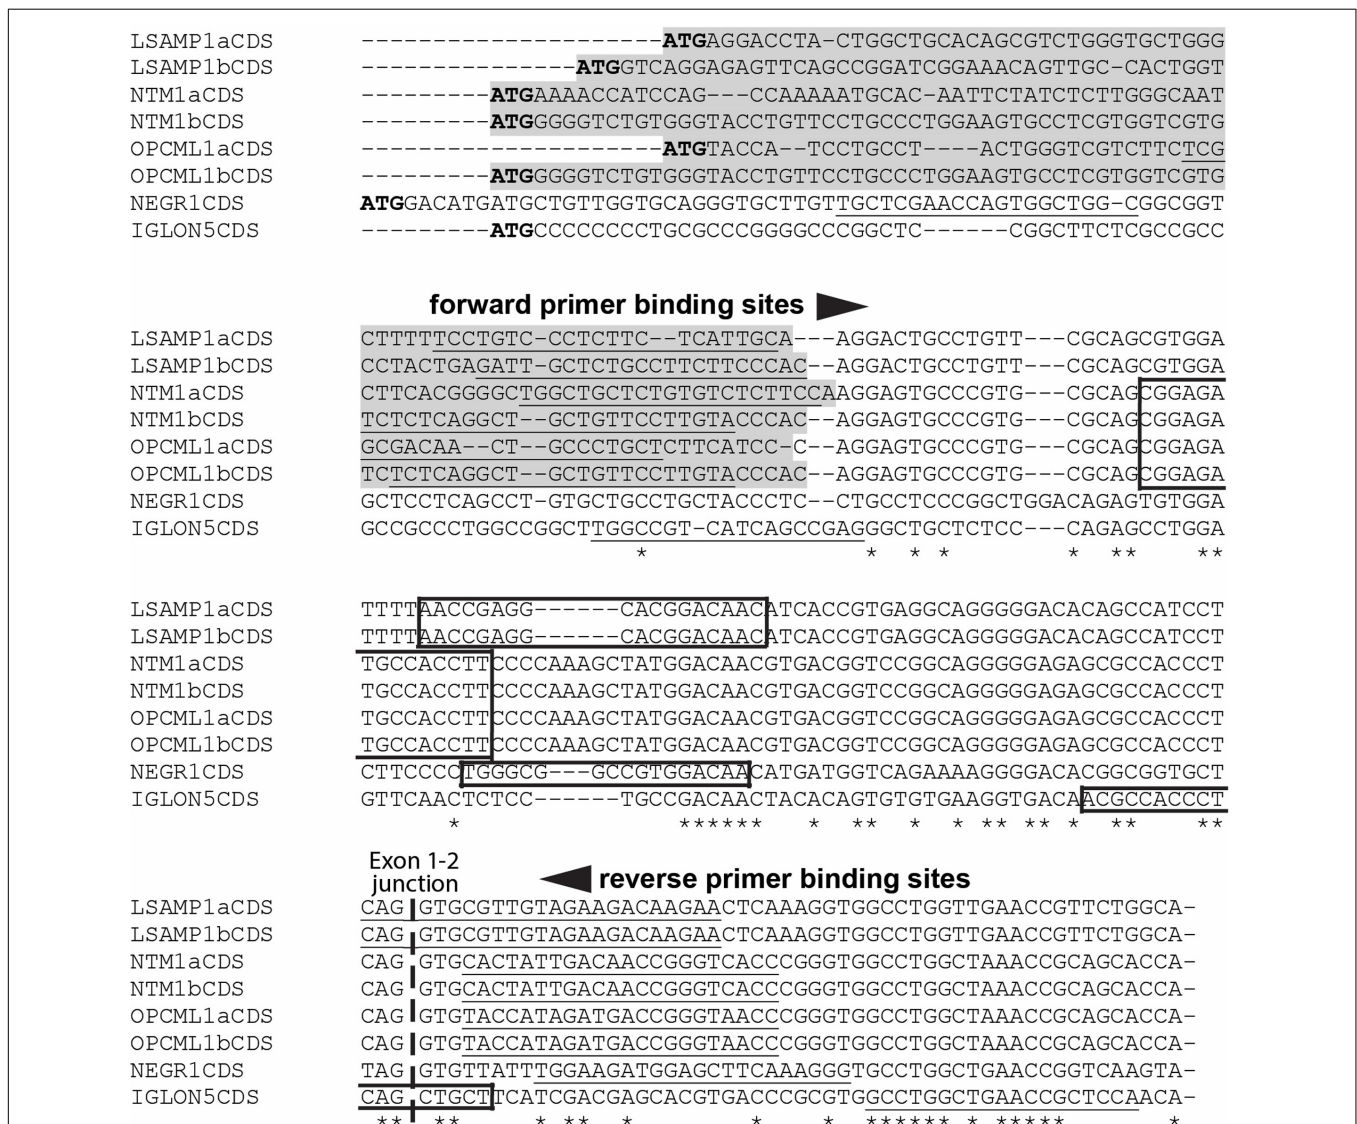 LSAMP1aCDS ---------------------ATGAGGACCTA-CTGGCTGCACAGCGTCTGGGTGCTGGG
LSAMP1bCDS ---------------ATGGTCAGGAGAGTTCAGCCGGATCGGAAACAGTTGC-CACTGGT
NTM1aCDS ---------ATGAAAACCATCCAG---CCAAAAATGCAC-AATTCTATCTCTTGGGCAAT
NTM1bCDS ---------ATGGGGGTCTGTGGGTACCTGTTCCTGCCCTGGAAGTGCCTCGTGGTCGTG
OPCML1aCDS ---------------------ATGTACCA--TCCTGCCT----ACTGGGTCGTCTTCTCG
OPCML1bCDS ---------ATGGGGGTCTGTGGGTACCTGTTCCTGCCCTGGAAGTGCCTCGTGGTCGTG
NEGR1CDS ATGGACATGATGCTGTTGGTGCAGGGTGCTTGTTGCTCGAACCAGTGGCTGG-CGGCGGT
IGLON5CDS ---------ATGCCCCCCCCTGCGCCCGGGGCCCGGCTC------CGGCTTCTCGCCGCC
forward primer binding sites
LSAMP1aCDS CTTTTTCCTGTC-CCTCTTC--TCATTGCA---AGGACTGCCTGTT---CGCAGCGTGGA
LSAMP1bCDS CCTACTGAGATT-GCTCTGCCTTCTTCCCAC--AGGACTGCCTGTT---CGCAGCGTGGA
NTM1aCDS CTTCACGGGGCTGGCTGCTCTGTGTCTCTTCCAAGGAGTGCCCGTG---CGCAGCGGAGA
NTM1bCDS TCTCTCAGGCT--GCTGTTCCTTGTACCCAC--AGGAGTGCCCGTG---CGCAGCGGAGA
OPCML1aCDS GCGACAA--CT--GCCCTGCTCTTCATCC-C--AGGAGTGCCCGTG---CGCAGCGGAGA
OPCML1bCDS TCTCTCAGGCT--GCTGTTCCTTGTACCCAC--AGGAGTGCCCGTG---CGCAGCGGAGA
NEGR1CDS GCTCCTCAGCCT-GTGCTGCCTGCTACCCTC--CTGCCTCCCGGCTGGACAGAGTGTGGA
IGLON5CDS GCCGCCCTGGCCGGCTTGGCCGT-CATCAGCCGAGGGCTGCTCTCC---CAGAGCCTGGA
* * * * * ** **
LSAMP1aCDS TTTTAACCGAGG------CACGGACAACATCACCGTGAGGCAGGGGGACACAGCCATCCT
LSAMP1bCDS TTTTAACCGAGG------CACGGACAACATCACCGTGAGGCAGGGGGACACAGCCATCCT
NTM1aCDS TGCCACCTTCCCCAAAGCTATGGACAACGTGACGGTCCGGCAGGGGGAGAGCGCCACCCT
NTM1bCDS TGCCACCTTCCCCAAAGCTATGGACAACGTGACGGTCCGGCAGGGGGAGAGCGCCACCCT
OPCML1aCDS TGCCACCTTCCCCAAAGCTATGGACAACGTGACGGTCCGGCAGGGGGAGAGCGCCACCCT
OPCML1bCDS TGCCACCTTCCCCAAAGCTATGGACAACGTGACGGTCCGGCAGGGGGAGAGCGCCACCCT
NEGR1CDS CTTCCCCTGGGCG---GCCGTGGACAACATGATGGTCAGAAAAGGGGACACGGCGGTGCT
IGLON5CDS GTTCAACTCTCC------TGCCGACAACTACACAGTGTGTGAAGGTGACAACGCCACCCT
* ****** * ** * * ** ** * ** **
Exon 1-2
junction
reverse primer binding sites
LSAMP1aCDS CAG GTGCGTTGTAGAAGACAAGAACTCAAAGGTGGCCTGGTTGAACCGTTCTGGCA-
LSAMP1bCDS CAG GTGCGTTGTAGAAGACAAGAACTCAAAGGTGGCCTGGTTGAACCGTTCTGGCA-
NTM1aCDS CAG GTGCACTATTGACAACCGGGTCACCCGGGTGGCCTGGCTAAACCGCAGCACCA-
NTM1bCDS CAG GTGCACTATTGACAACCGGGTCACCCGGGTGGCCTGGCTAAACCGCAGCACCA-
OPCML1aCDS CAG GTGTACCATAGATGACCGGGTAACCCGGGTGGCCTGGCTAAACCGCAGCACCA-
OPCML1bCDS CAG GTGTACCATAGATGACCGGGTAACCCGGGTGGCCTGGCTAAACCGCAGCACCA-
NEGR1CDS TAG GTGTTATTTGGAAGATGGAGCTTCAAAGGGTGCCTGGCTGAACCGGTCAAGTA-
IGLON5CDS CAG CTGCTTCATCGACGAGCACGTGACCCGCGTGGCCTGGCTGAACCGCTCCAACA-
** ** * ** * * * ****** * ***** *